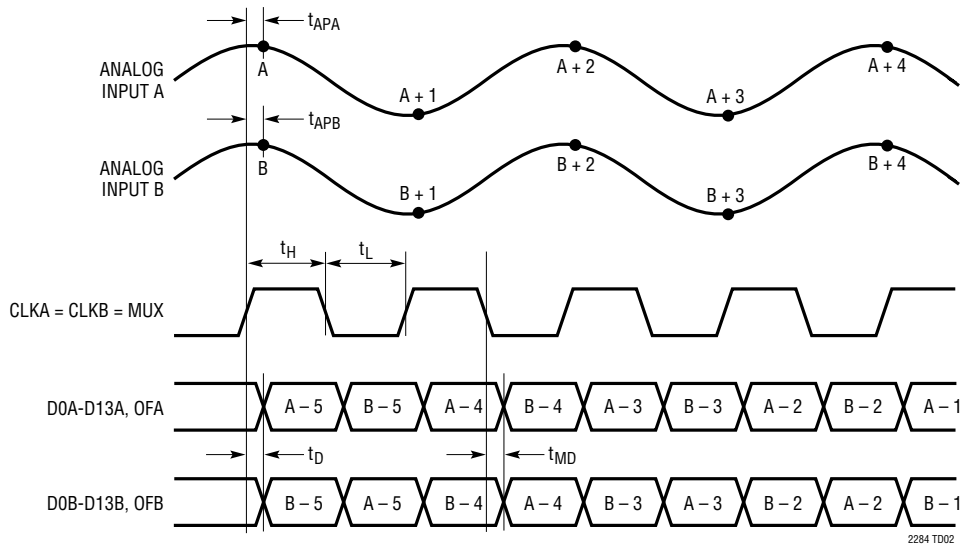 tAPA
ANALOG
INPUT A
A
A + 1
A + 2
A + 3
A + 4
tAPB
ANALOG
INPUT B
B
B + 1
B + 2
B + 3
B + 4
tH
tL
CLKA = CLKB = MUX
D0A-D13A, OFA
A – 5
B – 5
A – 4
B – 4
A – 3
B – 3
A – 2
B – 2
A – 1
tD
tMD
D0B-D13B, OFB
B – 5
A – 5
B – 4
A – 4
B – 3
A – 3
B – 2
A – 2
B – 1
2284 TD02